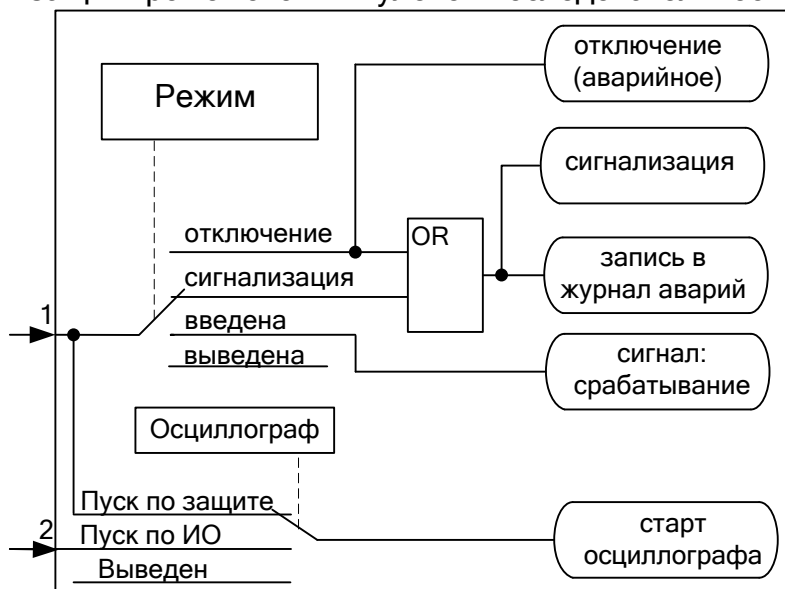 отключение
(аварийное)
Режим
сигнализация
отключение
OR
сигнализация
запись в
журнал аварий
1
введена
выведена
сигнал:
срабатывание
Осциллограф
Пуск по защите
2
Пуск по ИО
Выведен
старт
осциллографа